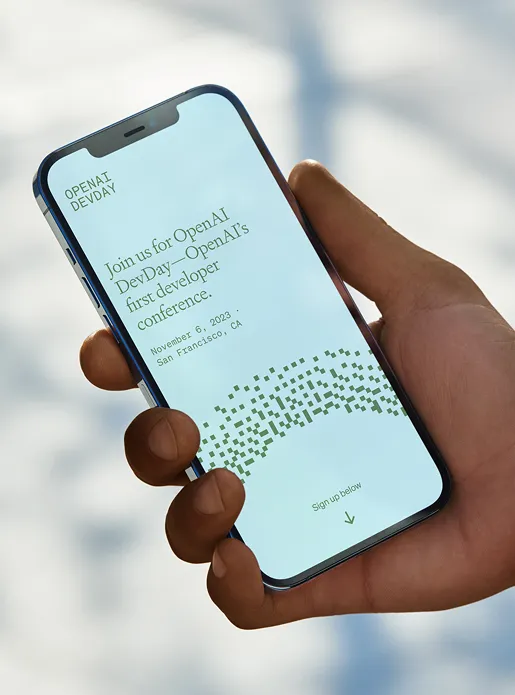 OPENAI
DEVDAY
Join us for OpenAI
DevDay—OpenAI's
first developer
conference.
November 6, 2023 ·
San Francisco, CA
Sign up below
↓